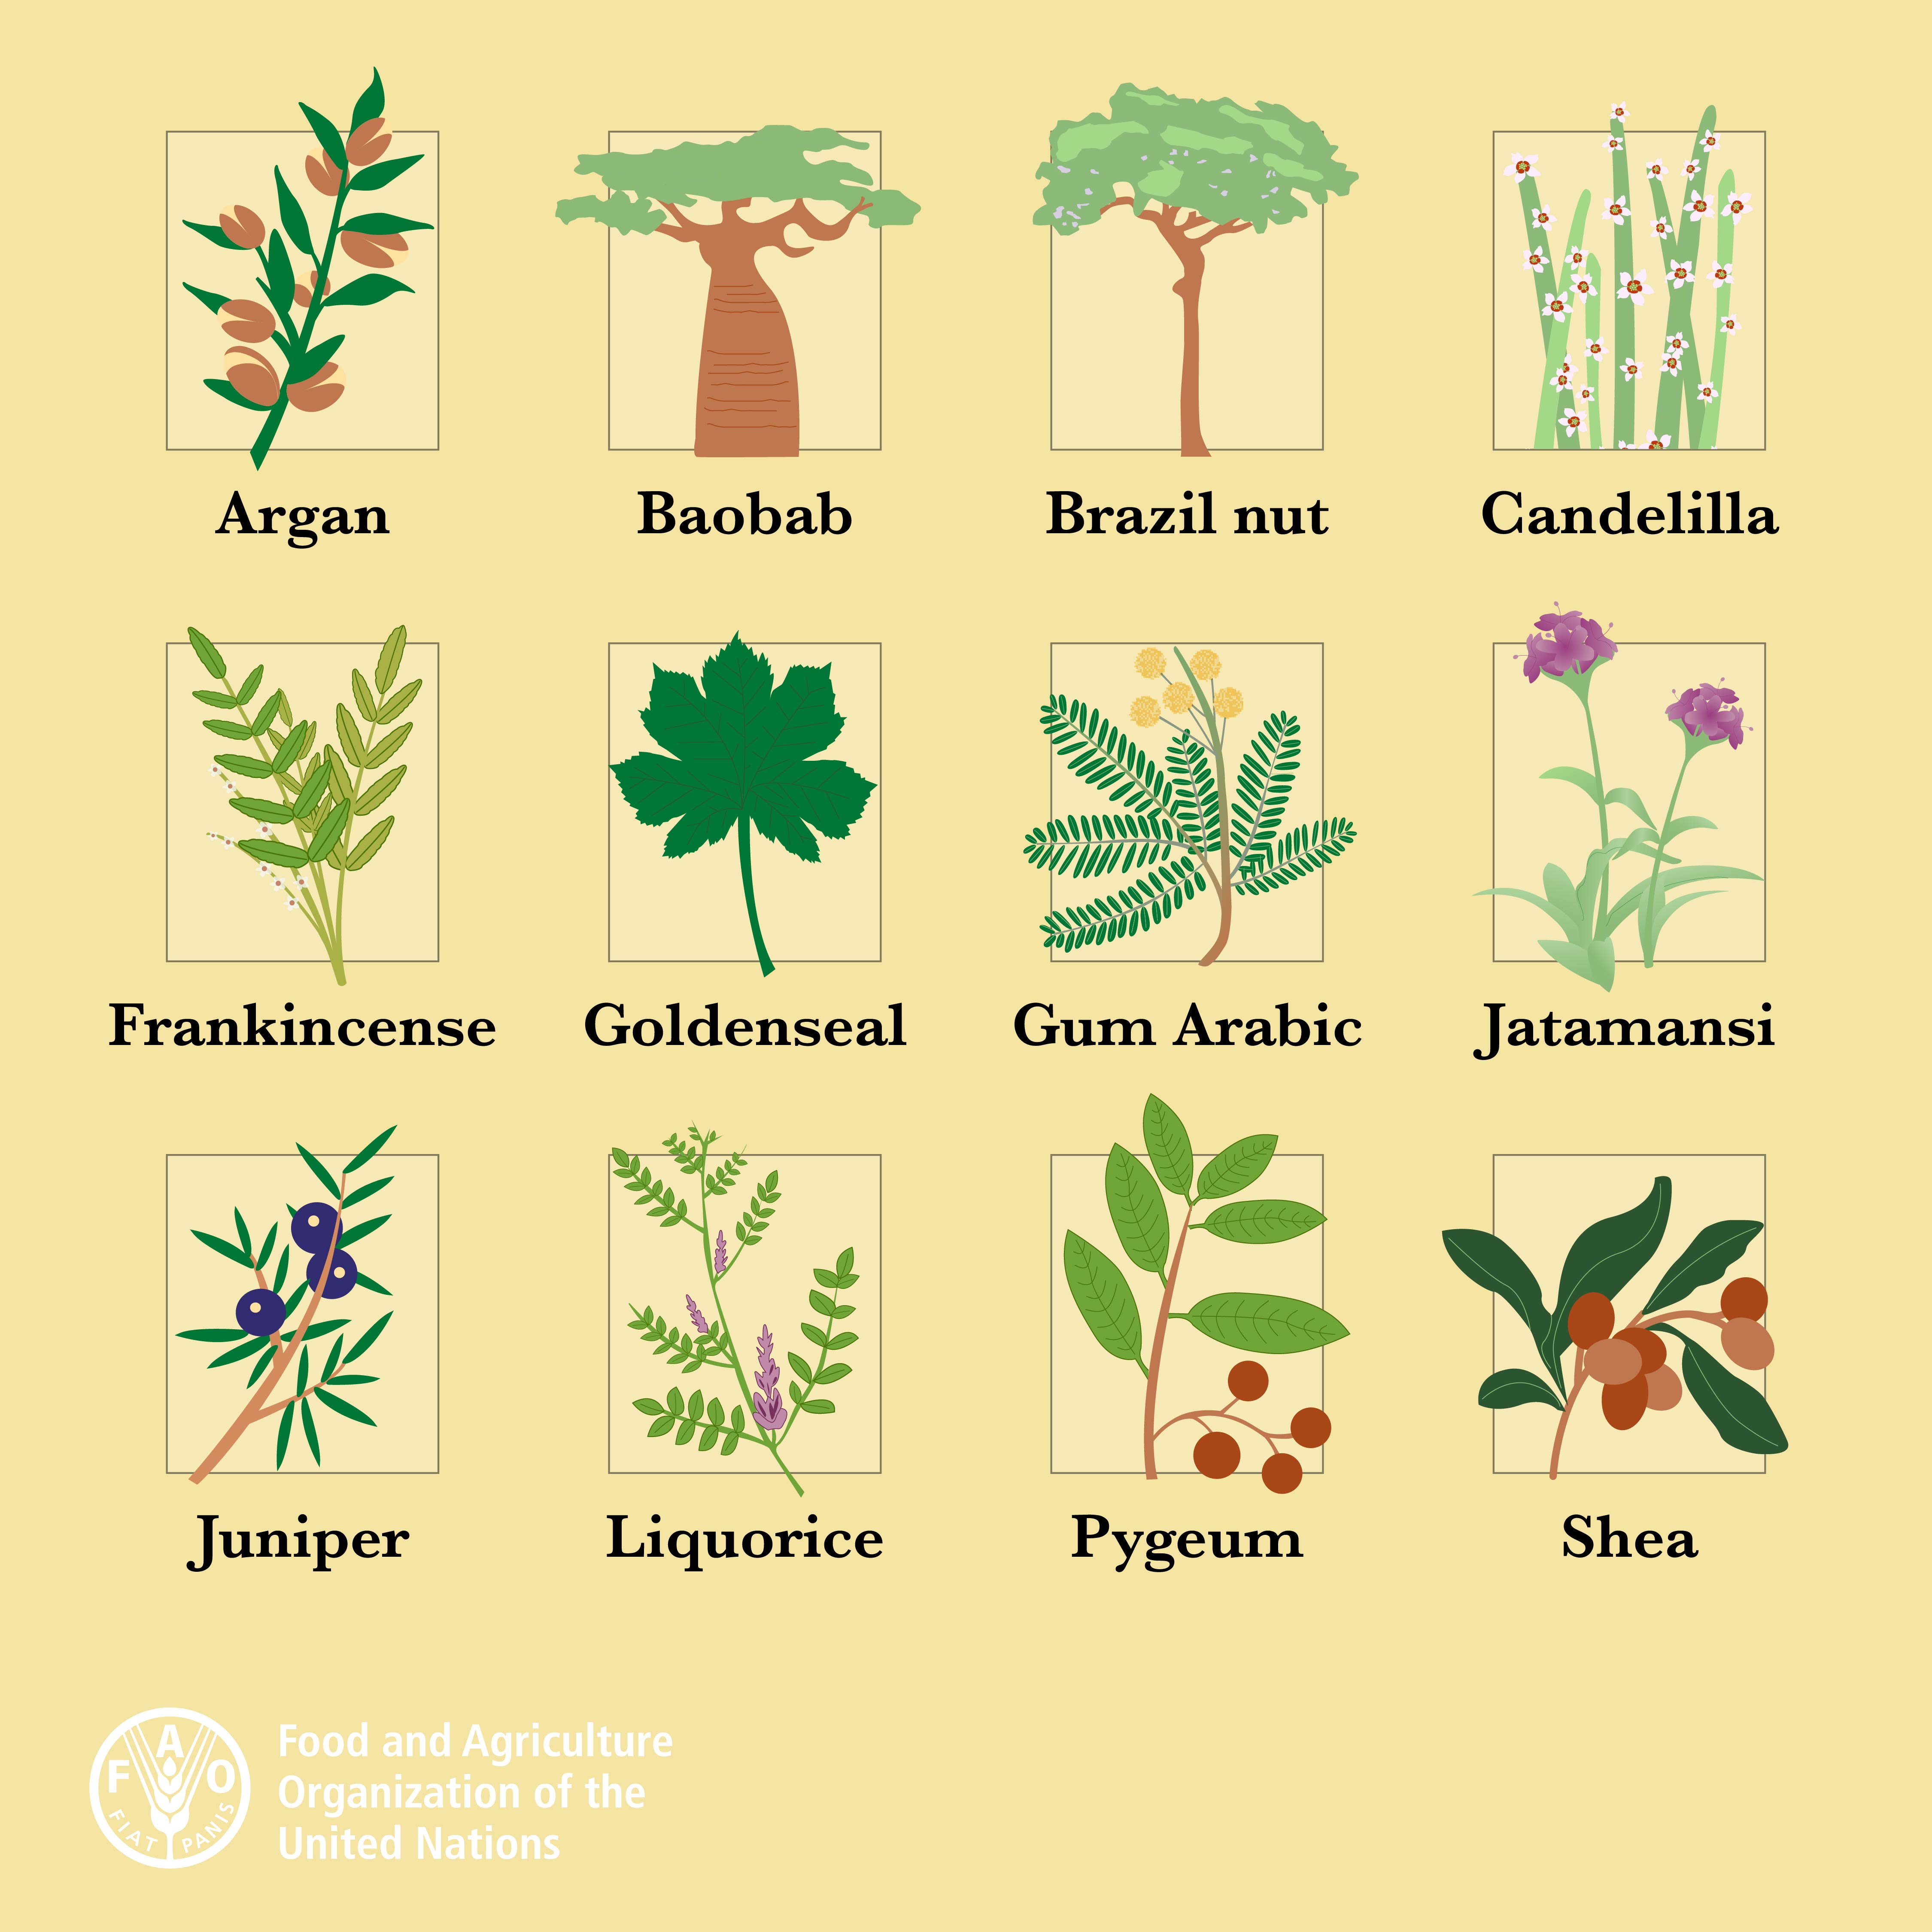 Argan
Baobab
Brazil nut
Candelilla
Frankincense
Goldenseal
Gum Arabic
Jatamansi
Juniper
Liquorice
Pygeum
Shea
F A O
FIAT PANIS
Food and Agriculture
Organization of the
United Nations